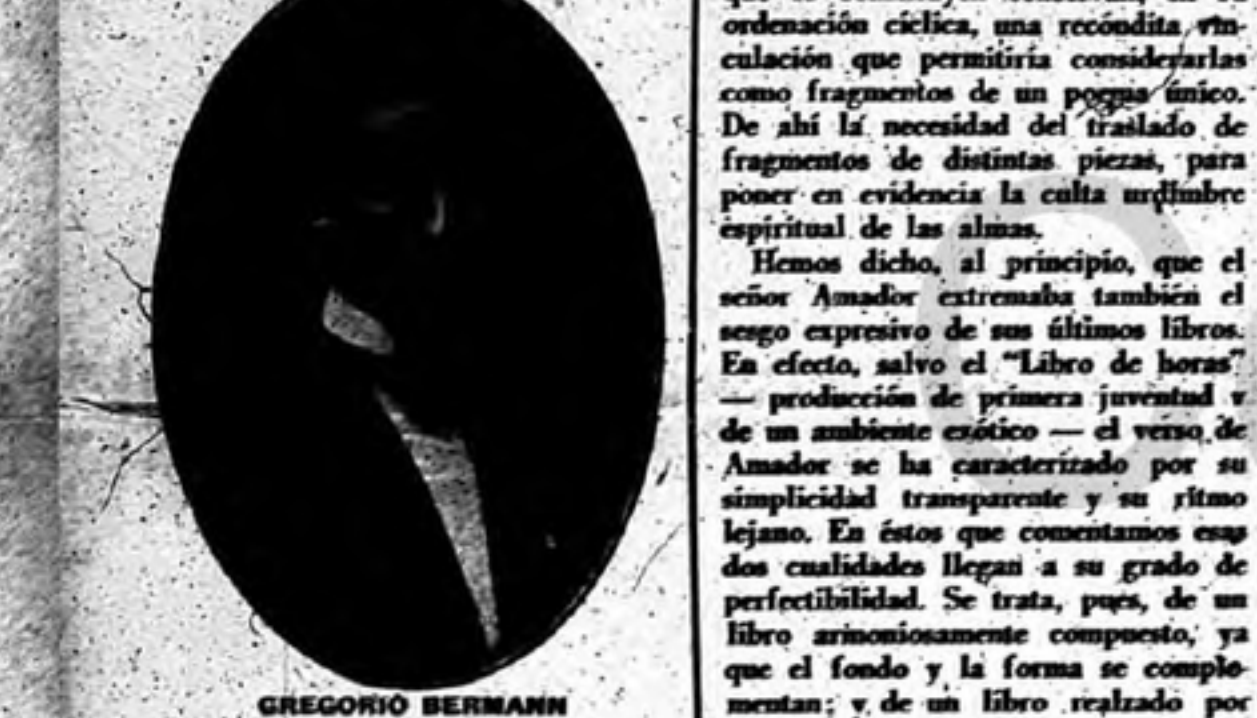 GREGORIO BERMANN
ordenación cíclica, una recóndita vin-
culación que permitiría considerarlas
como fragmentos de un poema único.
De ahí la necesidad del traslado de
fragmentos de distintas piezas, para
poner en evidencia la culta urdimbre
espiritual de las almas.
Hemos dicho, al principio, que el
señor Amador extremaba también el
sesgo expresivo de sus últimos libros.
En efecto, salvo el "Libro de horas"
— producción de primera juventud y
de un ambiente exótico — el verso de
Amador se ha caracterizado por su
simplicidad transparente y su ritmo
lejano. En éstos que comentamos esas
dos cualidades llegan a su grado de
perfectibilidad. Se trata, pues, de un
libro armoniosamente compuesto, ya
que el fondo y la forma se comple-
mentan; y de un libro realzado por